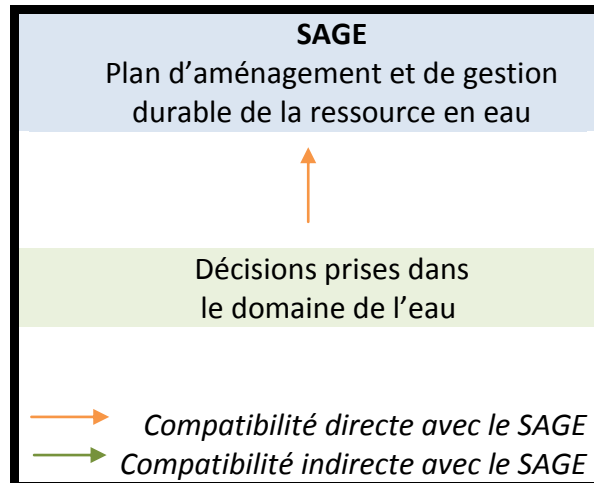 SAGE
Plan d’aménagement et de gestion
durable de la ressource en eau
Décisions prises dans
le domaine de l’eau
Compatibilité directe avec le SAGE
Compatibilité indirecte avec le SAGE